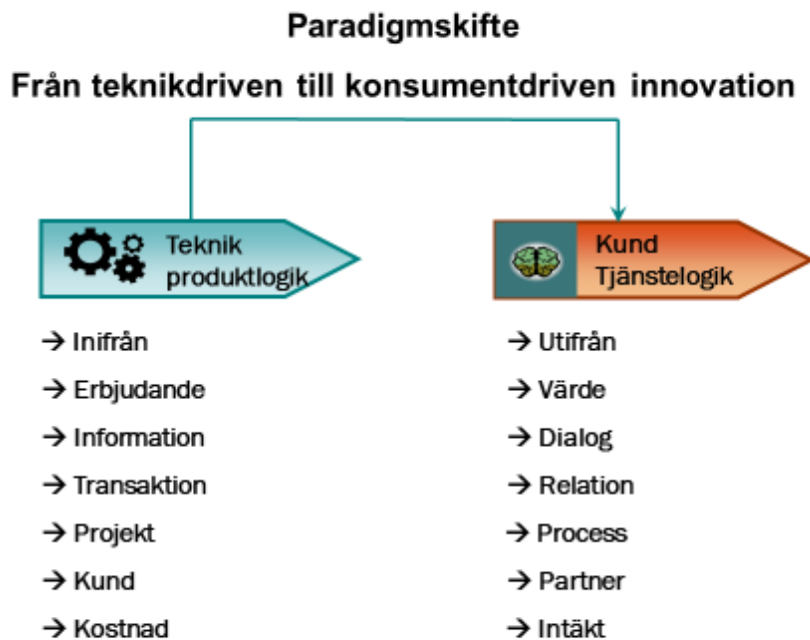 Paradigmskifte
Från teknikdriven till konsumentdriven innovation
Teknik
produktlogik
→ Inifrån
→ Erbjudande
→ Information
→ Transaktion
→ Projekt
→ Kund
→ Kostnad
Kund
Tjänstelogik
→ Utifrån
→ Värde
→ Dialog
→ Relation
→ Process
→ Partner
→ Intäkt